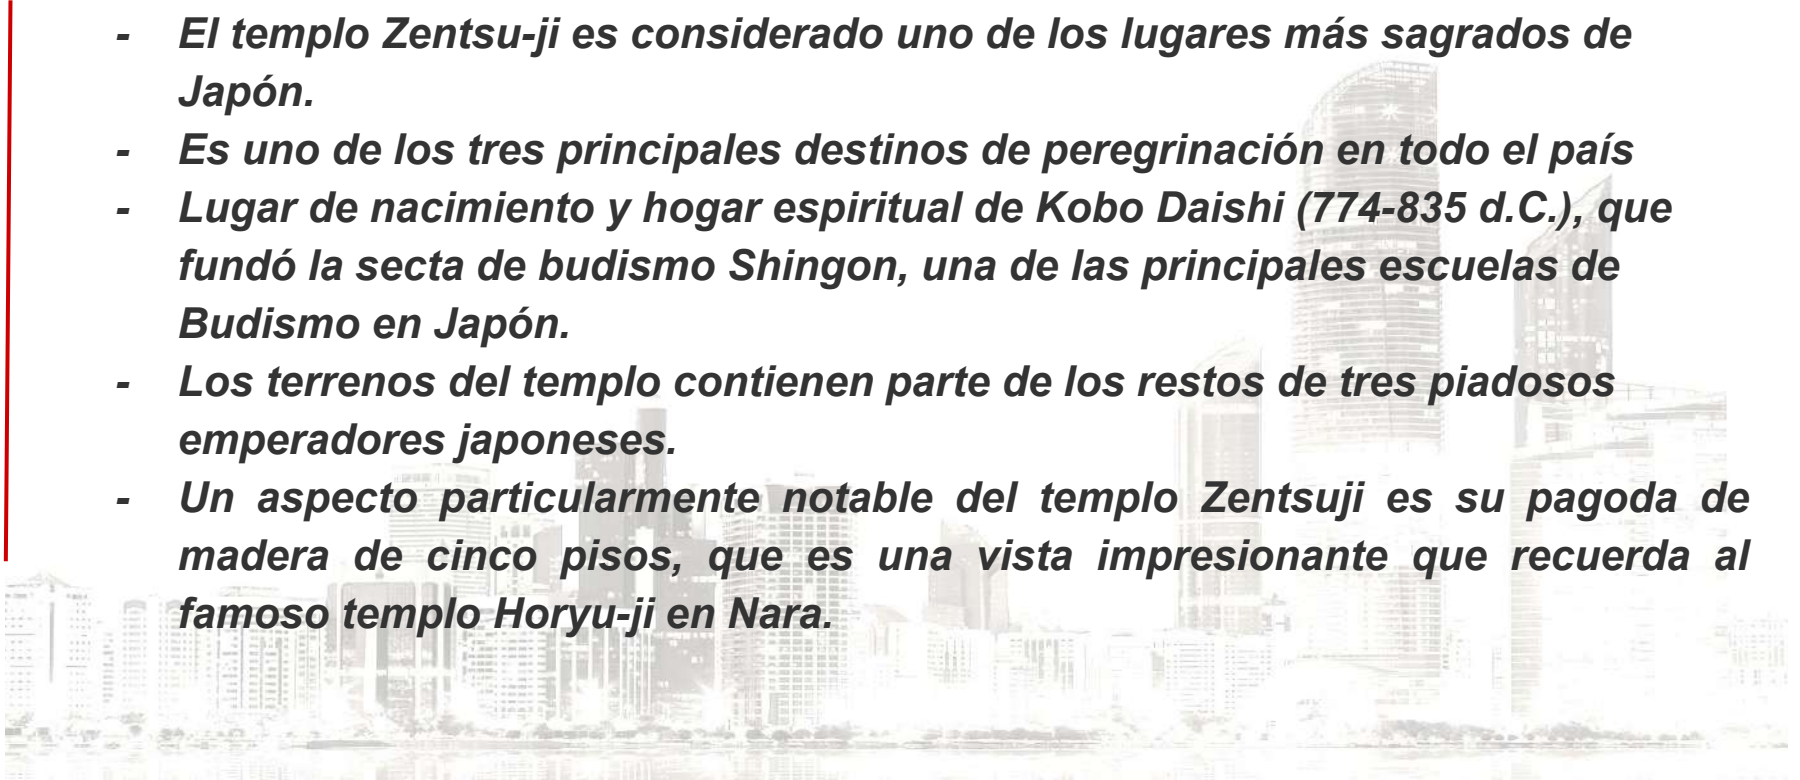 - El templo Zentsu-ji es considerado uno de los lugares más sagrados de
Japón.
- Es uno de los tres principales destinos de peregrinación en todo el país
- Lugar de nacimiento y hogar espiritual de Kobo Daishi (774-835 d.C.), que
fundó la secta de budismo Shingon, una de las principales escuelas de
Budismo en Japón.
- Los terrenos del templo contienen parte de los restos de tres piadosos
emperadores japoneses.
- Un aspecto particularmente notable del templo Zentsuji es su pagoda de
madera de cinco pisos, que es una vista impresionante que recuerda al
famoso templo Horyu-ji en Nara.